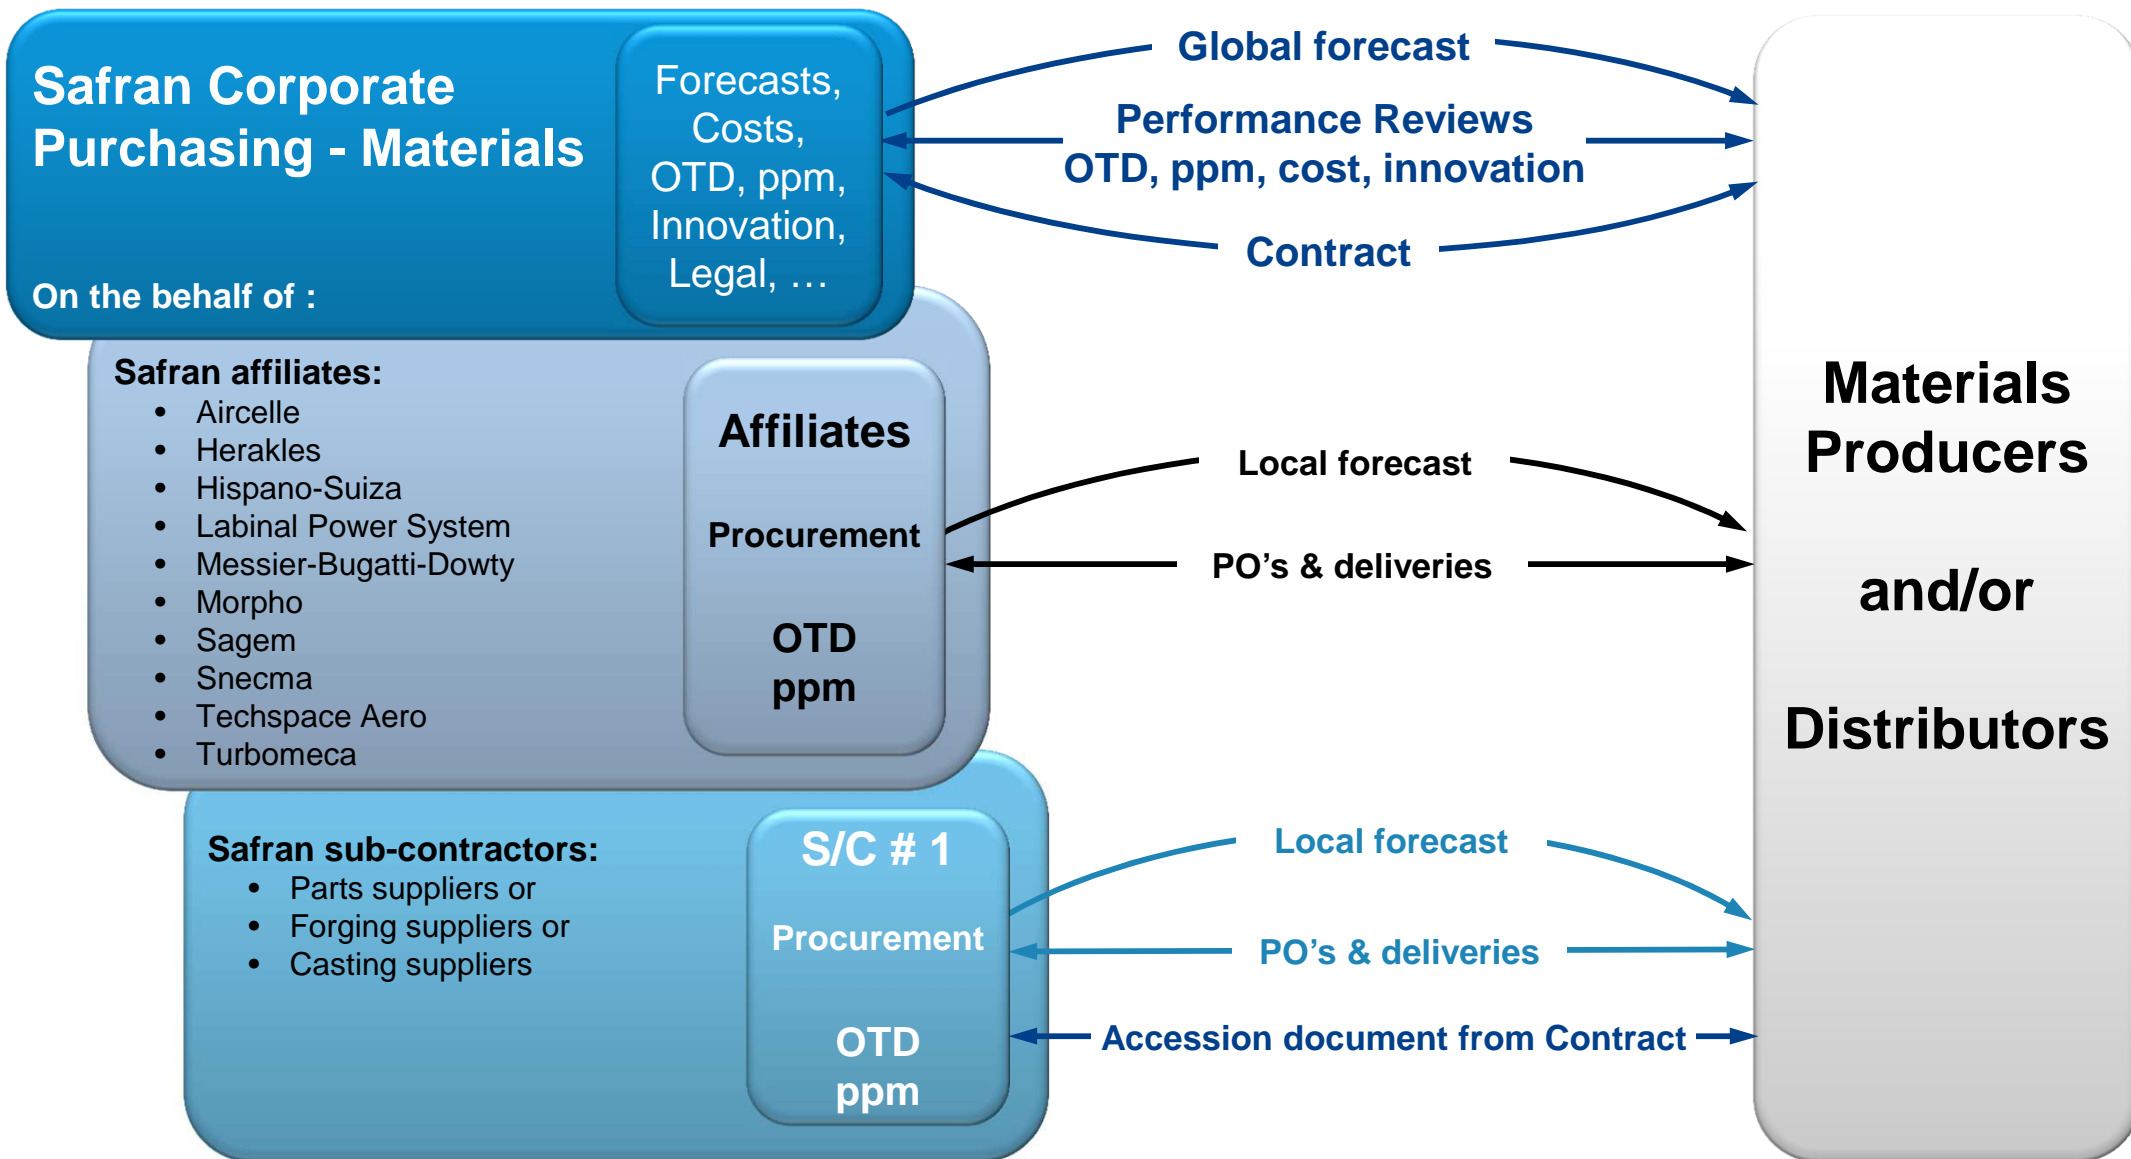 Safran Corporate
Purchasing - Materials
On the behalf of :
Forecasts,
Costs,
OTD, ppm,
Innovation,
Legal, …
Global forecast
Performance Reviews
OTD, ppm, cost, innovation
Contract
Safran affiliates:
• Aircelle
• Herakles
• Hispano-Suiza
• Labinal Power System
• Messier-Bugatti-Dowty
• Morpho
• Sagem
• Snecma
• Techspace Aero
• Turbomeca
Affiliates
Procurement
OTD
ppm
Local forecast
PO’s & deliveries
Safran sub-contractors:
• Parts suppliers or
• Forging suppliers or
• Casting suppliers
S/C # 1
Procurement
OTD
ppm
Local forecast
PO’s & deliveries
Accession document from Contract
Materials
Producers
and/or
Distributors